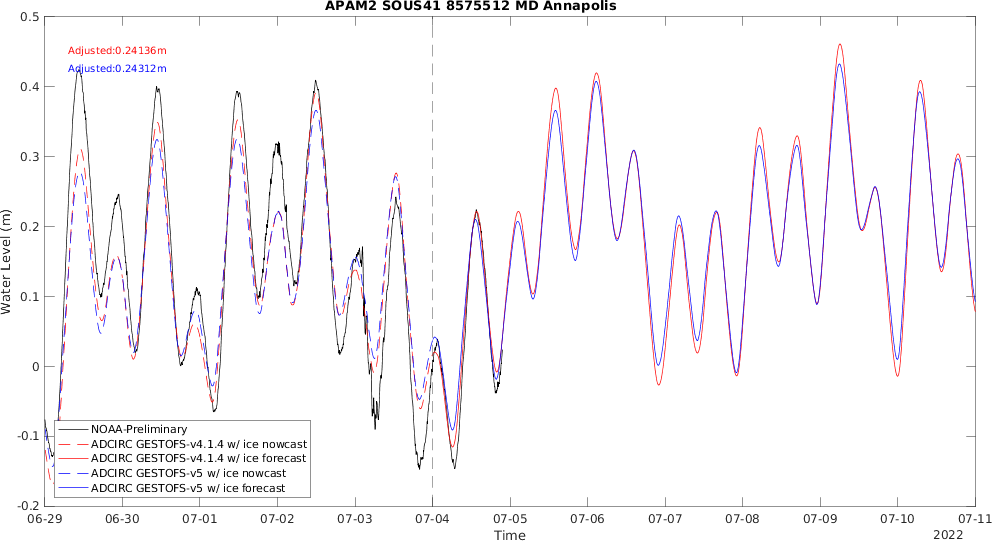 APAM2 SOUS41 8575512 MD Annapolis
0.5
Adjusted:0.24136m
Adjusted:0.24312m
0.4
0.3
0.2
0.1
0
-0.1
-0.2
Water Level (m)
NOAA-Preliminary
ADCIRC GESTOFS-v4.1.4 w/ ice nowcast
ADCIRC GESTOFS-v4.1.4 w/ ice forecast
ADCIRC GESTOFS-v5 w/ ice nowcast
ADCIRC GESTOFS-v5 w/ ice forecast
06-29 06-30 07-01 07-02 07-03 07-04 07-05 07-06 07-07 07-08 07-09 07-10 07-11
Time
2022